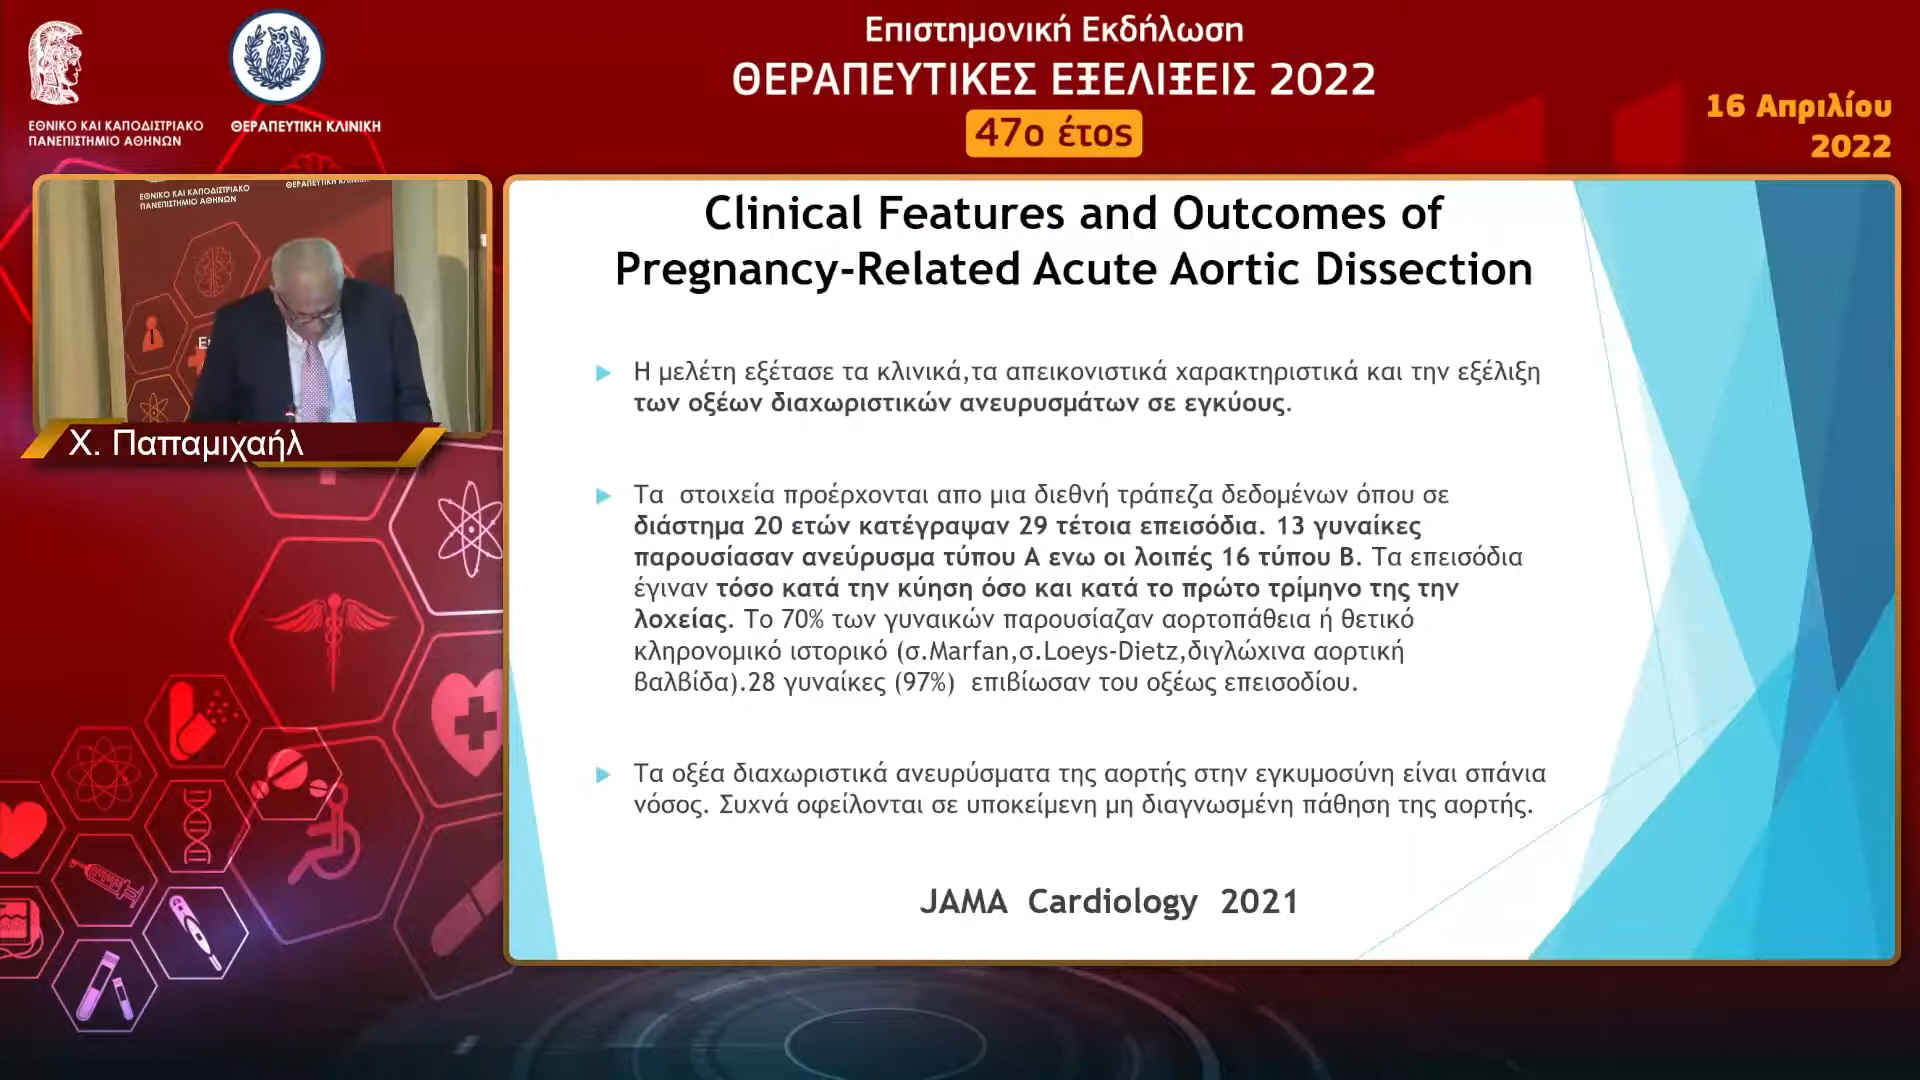 Επιστημονική Εκδήλωση
ΘΕΡΑΠΕΥΤΙΚΕΣ ΕΞΕΛΙΞΕΙΣ 2022
47ο έτος
16 Απριλίου
2022
ΕΘΝΙΚΟ ΚΑΙ ΚΑΠΟΔΙΣΤΡΙΑΚΟ
ΠΑΝΕΠΙΣΤΗΜΙΟ ΑΘΗΝΩΝ
ΘΕΡΑΠΕΥΤΙΚΗ ΚΛΙΝΙΚΗ
ΕΘΝΙΚΟ ΚΑΙ ΚΑΠΟΔΙΣΤΡΙΑΚΟ
ΠΑΝΕΠΙΣΤΗΜΙΟ ΑΘΗΝΩΝ
ΘΕΡΑΠΕΥΤΙΚΗ
Χ. Παπαμιχαήλ
Clinical Features and Outcomes of
Pregnancy-Related Acute Aortic Dissection
Η μελέτη εξέτασε τα κλινικά,τα απεικονιστικά χαρακτηριστικά και την εξέλιξη
των οξέων διαχωριστικών ανευρυσμάτων σε εγκύους.
Τα στοιχεία προέρχονται απο μια διεθνή τράπεζα δεδομένων όπου σε
διάστημα 20 ετών κατέγραψαν 29 τέτοια επεισόδια. 13 γυναίκες
παρουσίασαν ανεύρυσμα τύπου Α ενω οι λοιπές 16 τύπου Β. Τα επεισόδια
έγιναν τόσο κατά την κύηση όσο και κατά το πρώτο τρίμηνο της την
λοχείας. Το 70% των γυναικών παρουσίαζαν αορτοπάθεια ή θετικό
κληρονομικό ιστορικό (σ.Marfan,σ.Loeys-Dietz,διγλώχινα αορτική
βαλβίδα).28 γυναίκες (97%) επιβίωσαν του οξέως επεισοδίου.
Τα οξέα διαχωριστικά ανευρύσματα της αορτής στην εγκυμοσύνη είναι σπάνια
νόσος. Συχνά οφείλονται σε υποκείμενη μη διαγνωσμένη πάθηση της αορτής.
JAMA Cardiology 2021